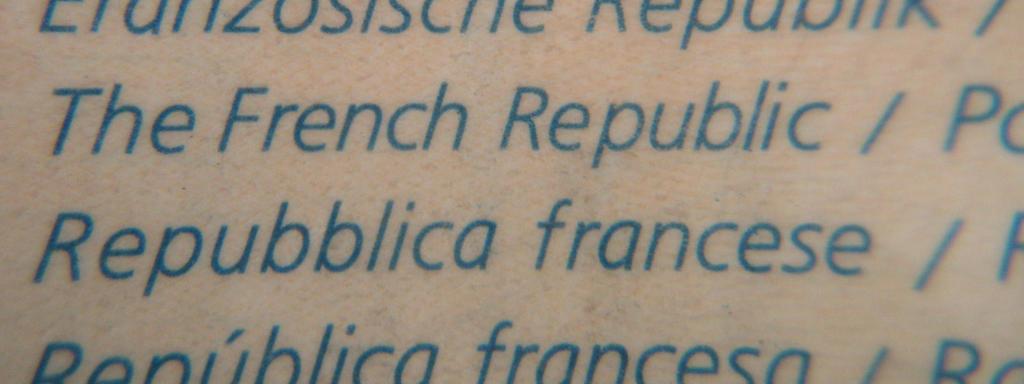 Französische Republik /
The French Republic /
Repubblica francese /
República francesa /